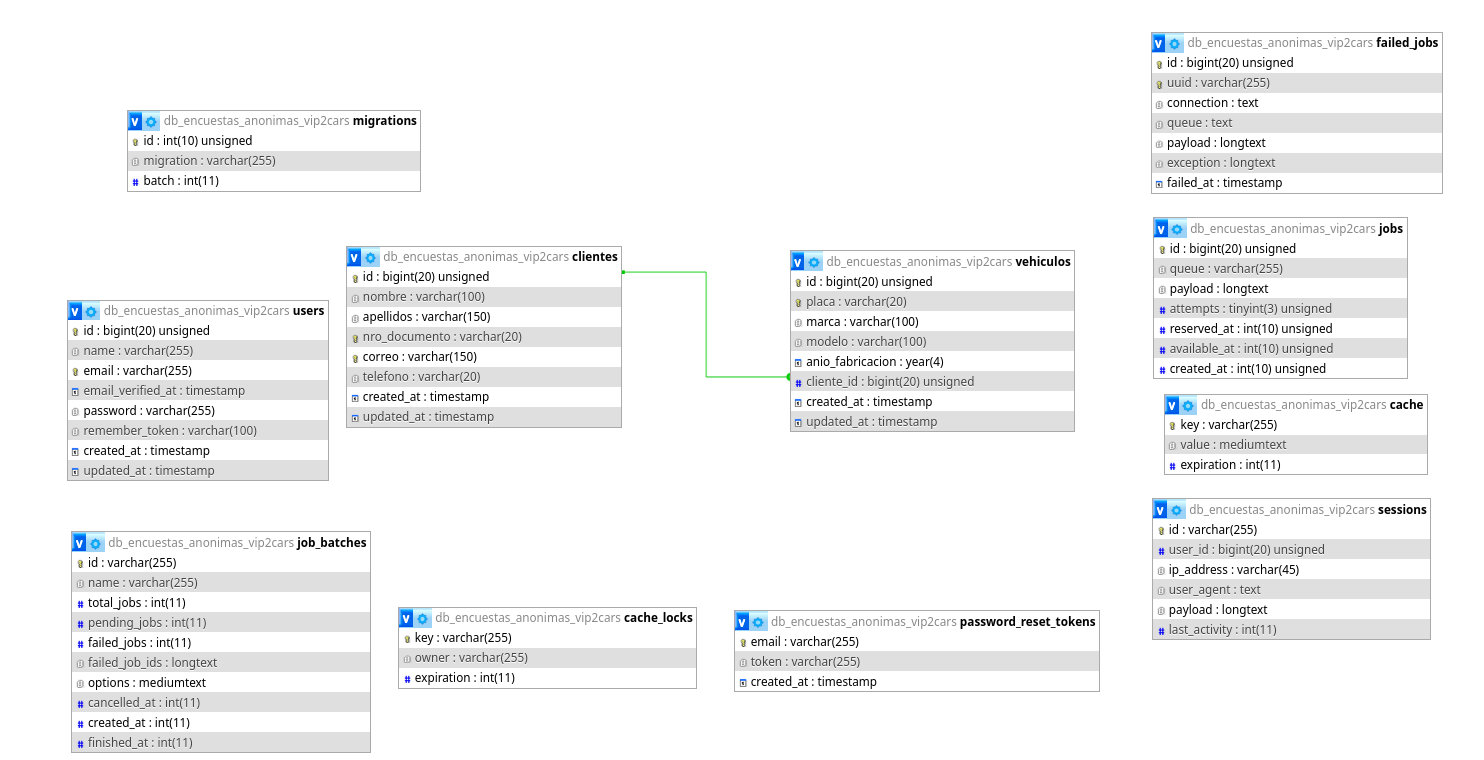 db_encuestas_anonimas_vip2cars migrations
id : int(10) unsigned
migration : varchar(255)
batch : int(11)
db_encuestas_anonimas_vip2cars users
id : bigint(20) unsigned
name : varchar(255)
email : varchar(255)
email_verified_at : timestamp
password : varchar(255)
remember_token : varchar(100)
created_at : timestamp
updated_at : timestamp
db_encuestas_anonimas_vip2cars clientes
id : bigint(20) unsigned
nombre : varchar(100)
apellidos : varchar(150)
nro_documento : varchar(20)
correo : varchar(150)
telefono : varchar(20)
created_at : timestamp
updated_at : timestamp
db_encuestas_anonimas_vip2cars vehiculos
id : bigint(20) unsigned
placa : varchar(20)
marca : varchar(100)
modelo : varchar(100)
anio_fabricacion : year(4)
cliente_id : bigint(20) unsigned
created_at : timestamp
updated_at : timestamp
db_encuestas_anonimas_vip2cars failed_jobs
id : bigint(20) unsigned
uuid : varchar(255)
connection : text
queue : text
payload : longtext
exception : longtext
failed_at : timestamp
db_encuestas_anonimas_vip2cars jobs
id : bigint(20) unsigned
queue : varchar(255)
payload : longtext
attempts : tinyint(3) unsigned
reserved_at : int(10) unsigned
available_at : int(10) unsigned
created_at : int(10) unsigned
db_encuestas_anonimas_vip2cars cache
key : varchar(255)
value : mediumtext
expiration : int(11)
db_encuestas_anonimas_vip2cars sessions
id : varchar(255)
user_id : bigint(20) unsigned
ip_address : varchar(45)
user_agent : text
payload : longtext
last_activity : int(11)
db_encuestas_anonimas_vip2cars job_batches
id : varchar(255)
name : varchar(255)
total_jobs : int(11)
pending_jobs : int(11)
failed_jobs : int(11)
failed_job_ids : longtext
options : mediumtext
cancelled_at : int(11)
created_at : int(11)
finished_at : int(11)
db_encuestas_anonimas_vip2cars cache_locks
key : varchar(255)
owner : varchar(255)
expiration : int(11)
db_encuestas_anonimas_vip2cars password_reset_tokens
email : varchar(255)
token : varchar(255)
created_at : timestamp